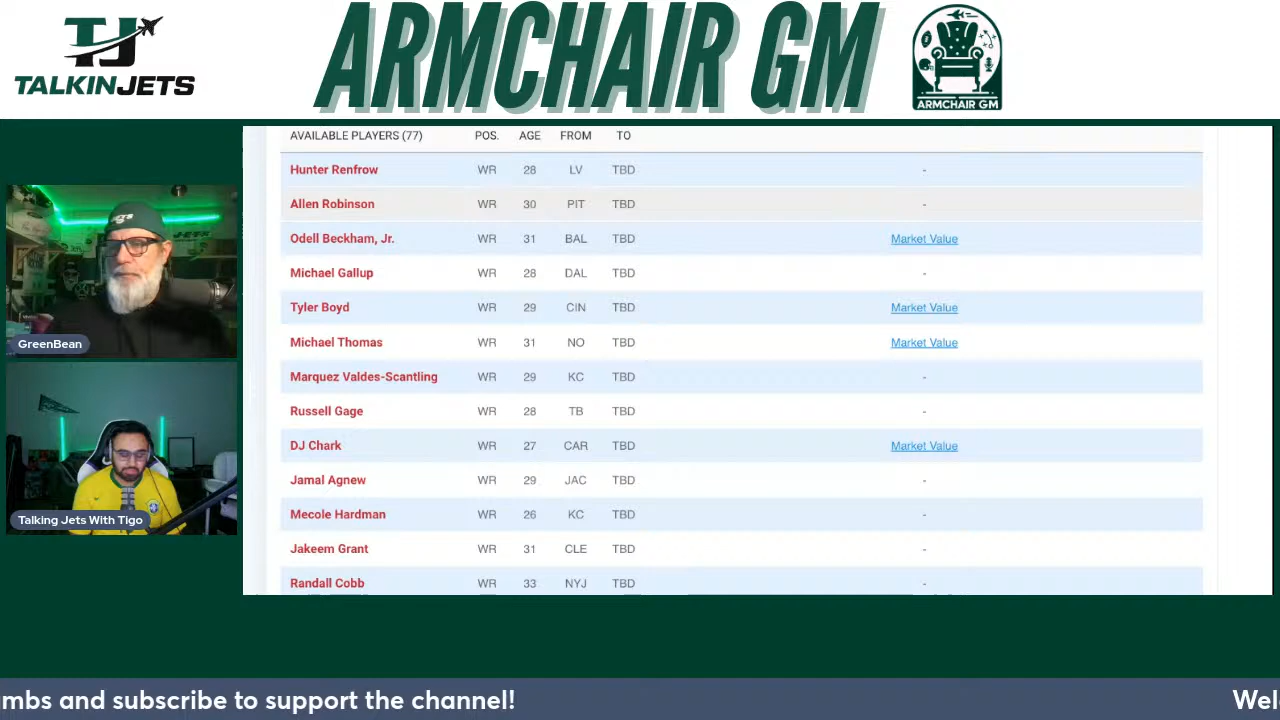 TJ
TALKINJETS
ARMCHAIR GM
ARMCHAIR GM
AVAILABLE PLAYERS (77) POS. AGE FROM TO
Hunter Renfrow WR 28 LV TBD -
Allen Robinson WR 30 PIT TBD -
Odell Beckham, Jr. WR 31 BAL TBD Market Value
Michael Gallup WR 28 DAL TBD -
Tyler Boyd WR 29 CIN TBD Market Value
Michael Thomas WR 31 NO TBD Market Value
Marquez Valdes-Scantling WR 29 KC TBD -
Russell Gage WR 28 TB TBD -
DJ Chark WR 27 CAR TBD Market Value
Jamal Agnew WR 29 JAC TBD -
Mecole Hardman WR 26 KC TBD -
Jakeem Grant WR 31 CLE TBD -
Randall Cobb WR 33 NYJ TBD -
JETS
GreenBean
Talking Jets With Tigo
mbs and subscribe to support the channel! Wel